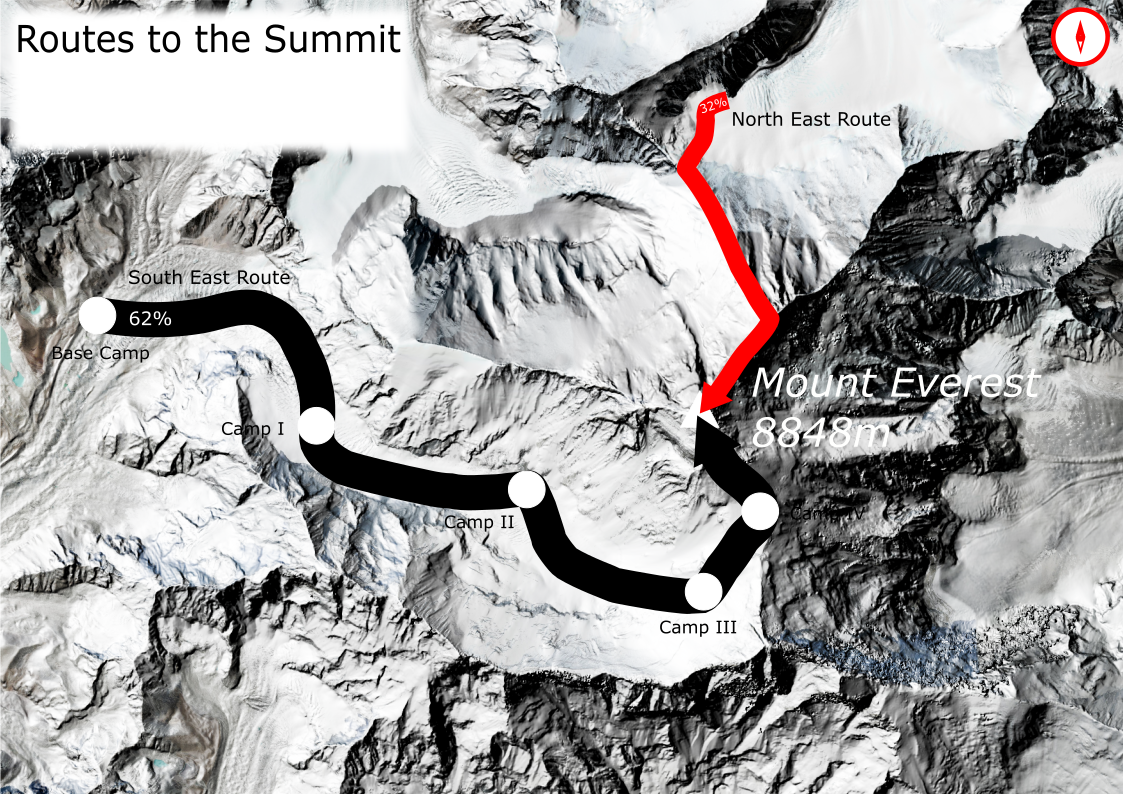 Routes to the Summit
32%
North East Route
South East Route
62%
Base Camp
Mount Everest
8848m
Camp I
Camp IV
Camp II
Camp III